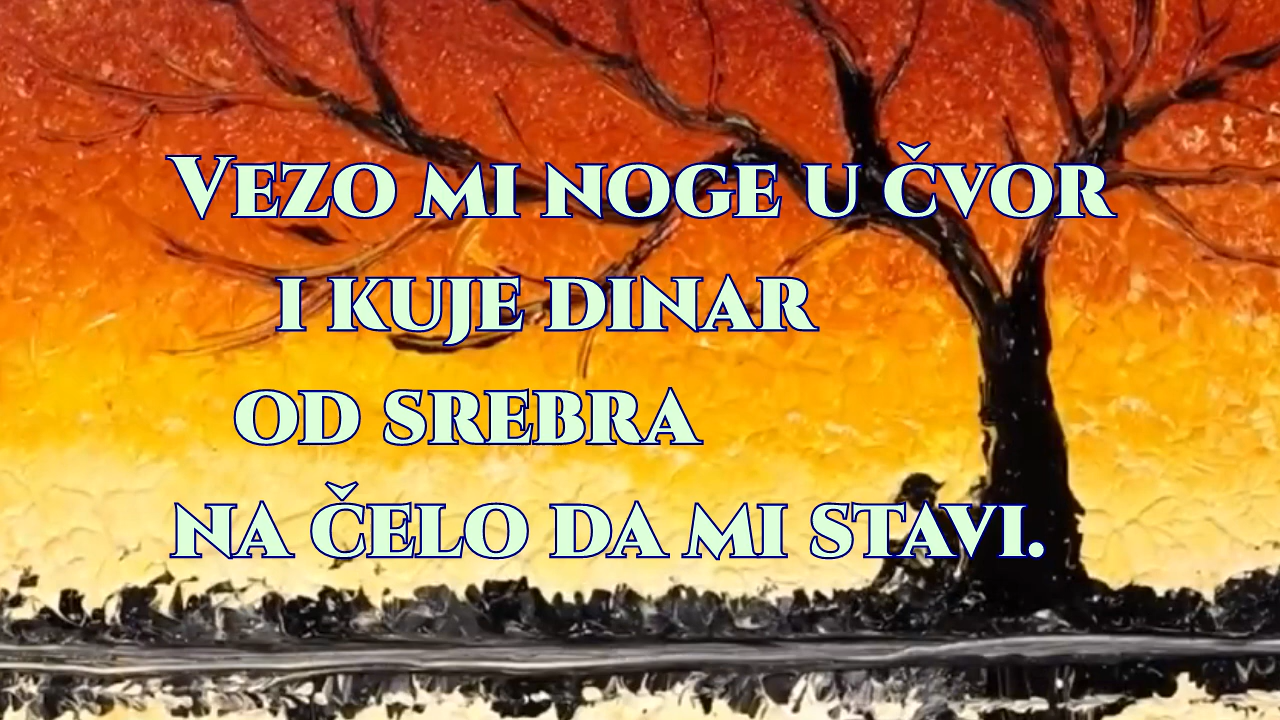 Vezo mi noge u čvor
i kuje dinar
od srebra
na čelo da mi stavi.